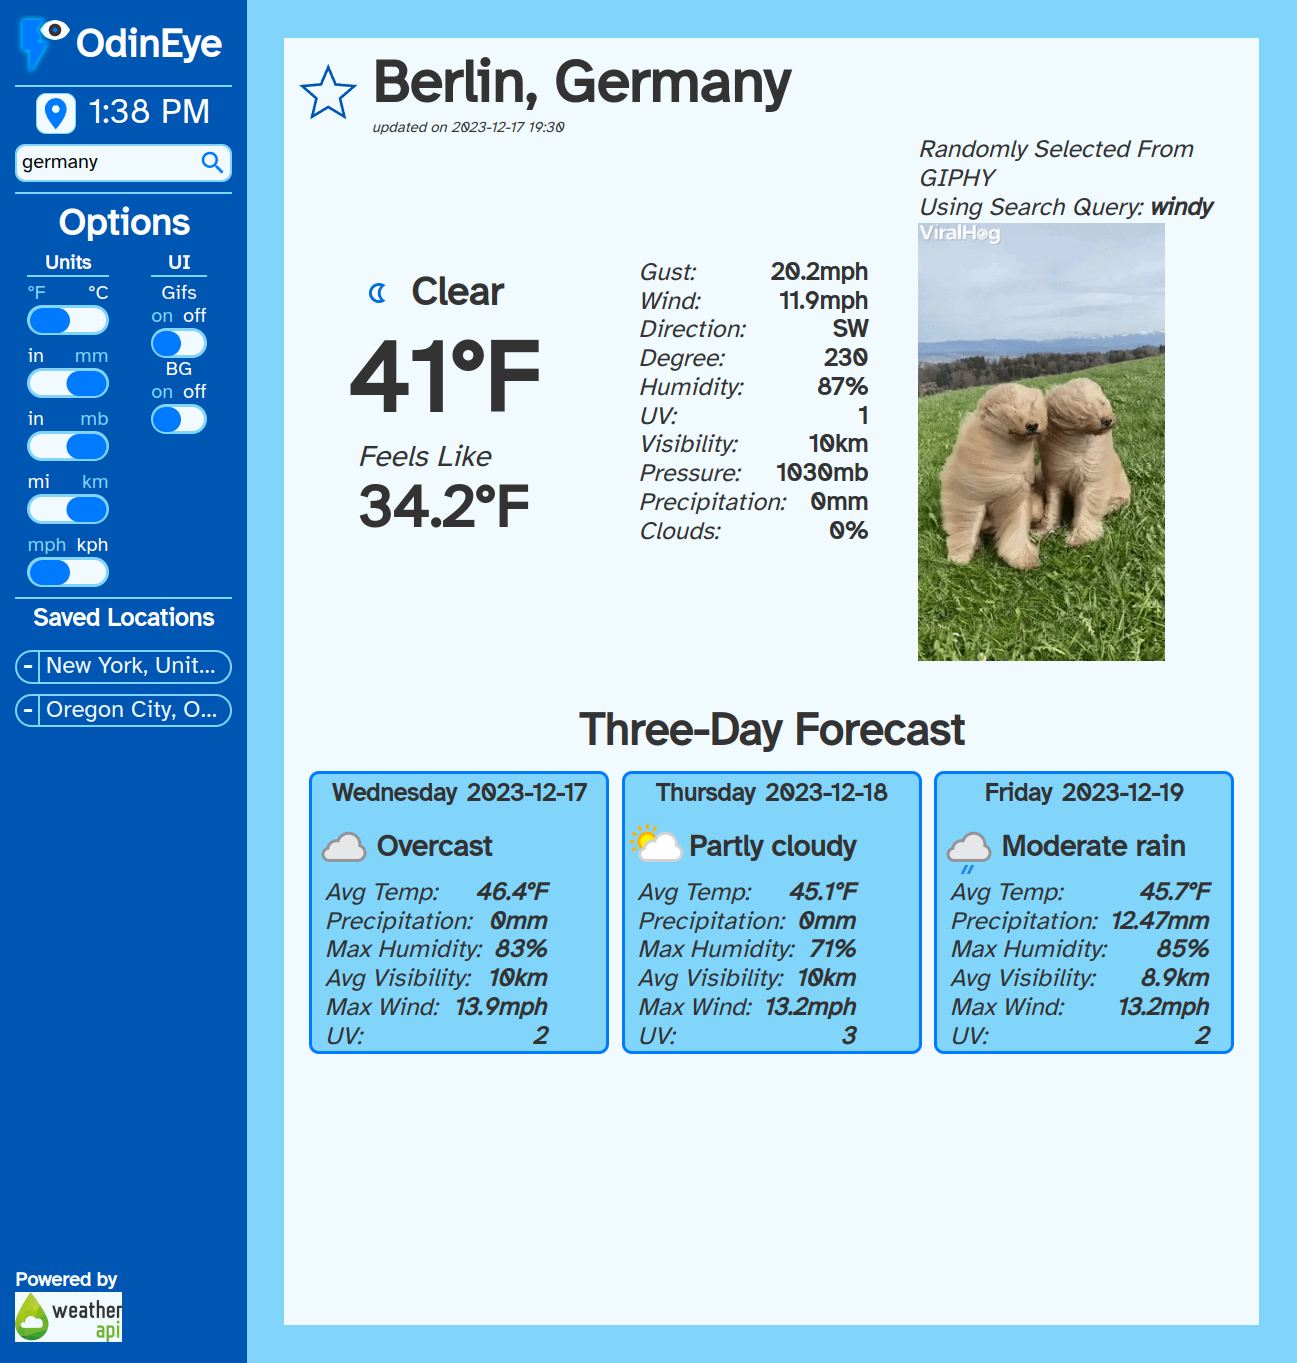 OdinEye
1:38 PM
germany
Options
Units
UI
°F °C
Gifs
on off
in mm
BG
on off
in mb
mi km
mph kph
Saved Locations
- New York, Unit...
- Oregon City, O...
Powered by
weather
api
Berlin, Germany
updated on 2023-12-17 19:30
Clear
41°F
Feels Like
34.2°F
Gust: 20.2mph
Wind: 11.9mph
Direction: SW
Degree: 230
Humidity: 87%
UV: 1
Visibility: 10km
Pressure: 1030mb
Precipitation: 0mm
Clouds: 0%
Randomly Selected From
GIPHY
Using Search Query: windy
ViralHog
Three-Day Forecast
Wednesday 2023-12-17
Overcast
Avg Temp: 46.4°F
Precipitation: 0mm
Max Humidity: 83%
Avg Visibility: 10km
Max Wind: 13.9mph
UV: 2
Thursday 2023-12-18
Partly cloudy
Avg Temp: 45.1°F
Precipitation: 0mm
Max Humidity: 71%
Avg Visibility: 10km
Max Wind: 13.2mph
UV: 3
Friday 2023-12-19
Moderate rain
Avg Temp: 45.7°F
Precipitation: 12.47mm
Max Humidity: 85%
Avg Visibility: 8.9km
Max Wind: 13.2mph
UV: 2